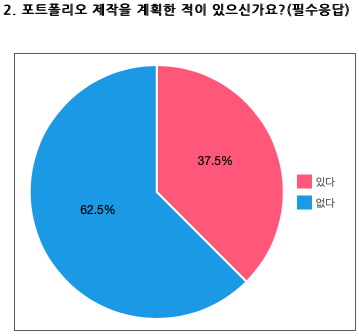 2. 포트폴리오 제작을 계획한 적이 있으신가요?(필수응답)
37.5%
있다
없다
62.5%